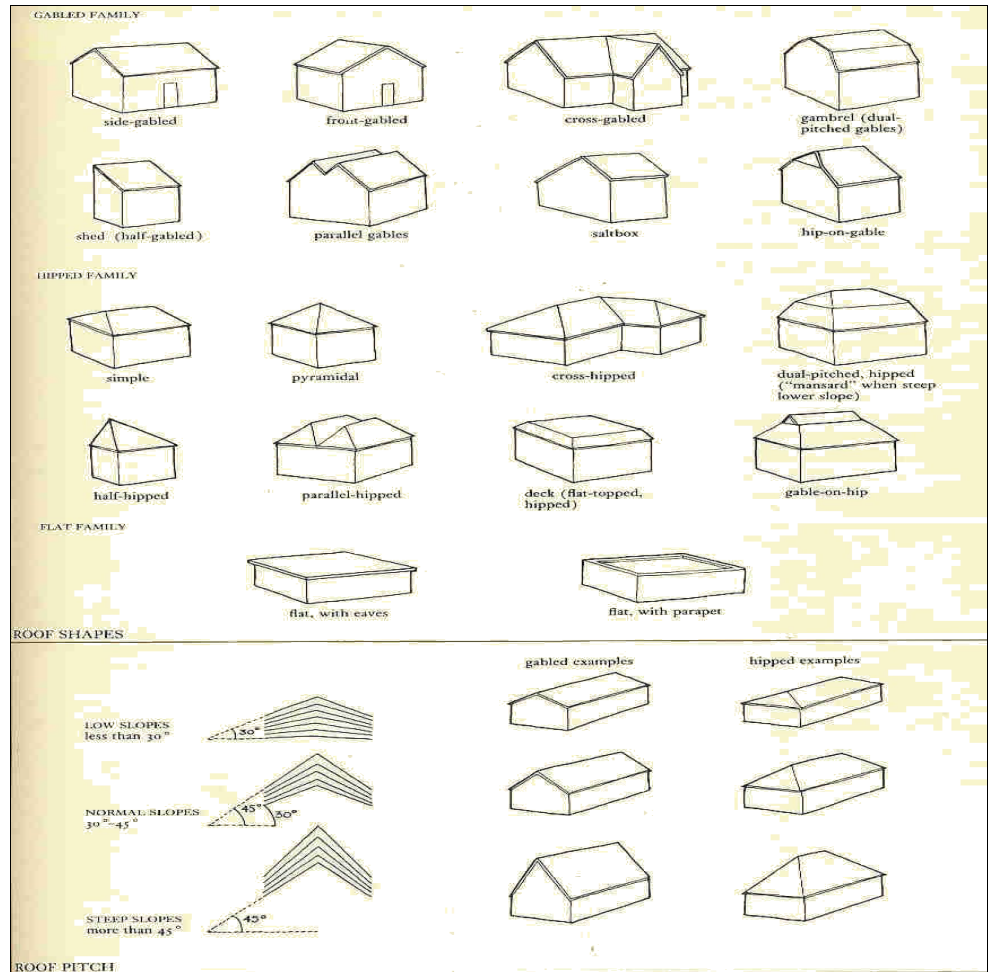 GABLED FAMILY
side-gabled
front-gabled
cross-gabled
gambrel (dual-
pitched gables)
shed (half-gabled)
parallel gables
saltbox
hip-on-gable
HIPPED FAMILY
simple
pyramidal
cross-hipped
dual-pitched, hipped
("mansard" when steep
lower slope)
half-hipped
parallel-hipped
deck (flat-topped,
hipped)
gable-on-hip
FLAT FAMILY
flat, with eaves
flat, with parapet
ROOF SHAPES
gabled examples
hipped examples
LOW SLOPES
less than 30°
30°
NORMAL SLOPES
30°-45°
45°
30°
STEEP SLOPES
more than 45°
45°
ROOF PITCH